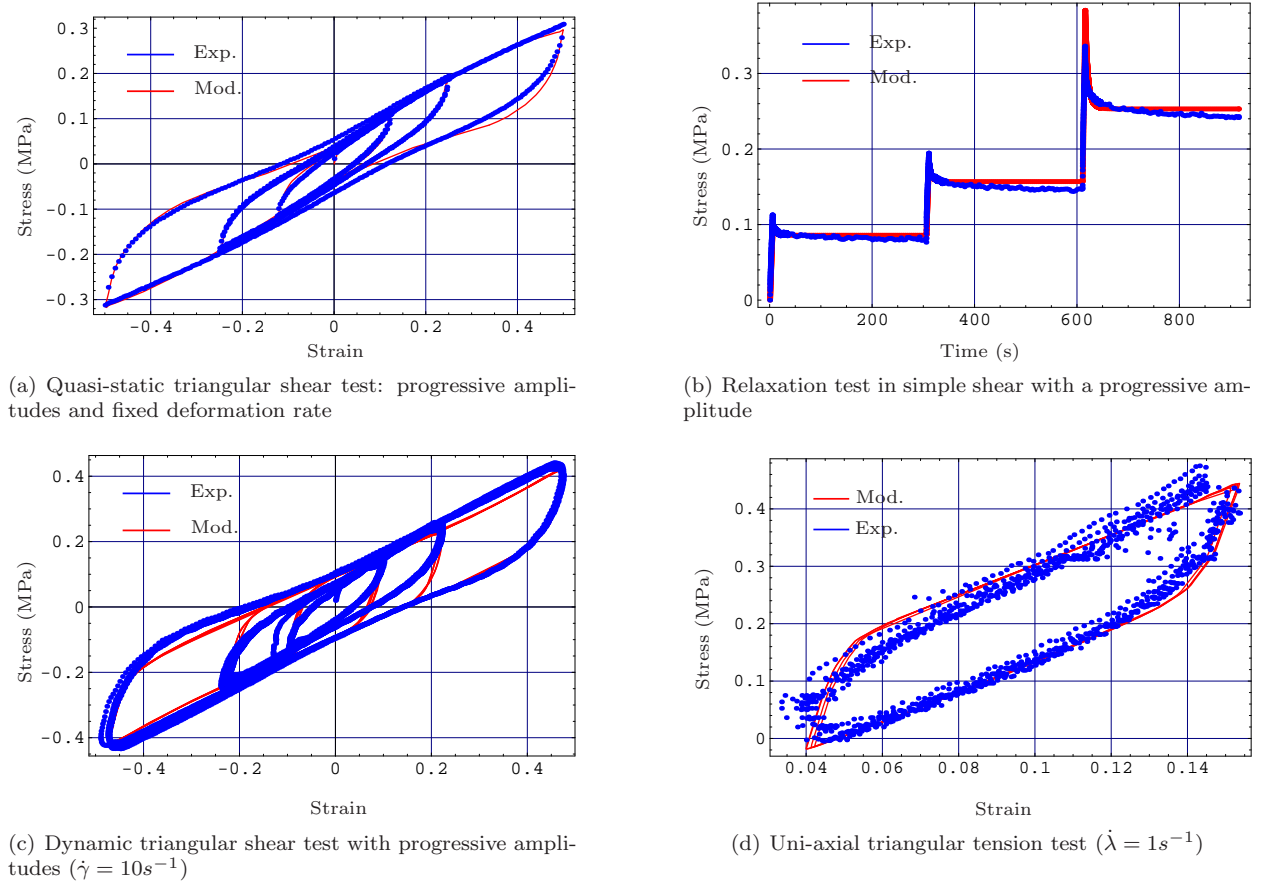 0.3
0.2
0.1
0
-0.1
-0.2
-0.3
Stress (MPa)
Exp.
Mod.
-0.4
-0.2
0
0.2
0.4
Strain
(a) Quasi-static triangular shear test: progressive ampli-
tudes and fixed deformation rate
0.3
0.2
0.1
0
Stress (MPa)
Exp.
Mod.
0
200
400
600
800
Time (s)
(b) Relaxation test in simple shear with a progressive am-
plitude
0.4
0.2
0
-0.2
-0.4
Stress (MPa)
Exp.
Mod.
-0.4
-0.2
0
0.2
0.4
Strain
(c) Dynamic triangular shear test with progressive ampli-
tudes (γ̇ = 10s⁻¹)
0.4
0.3
0.2
0.1
0
Stress (MPa)
Mod.
Exp.
0.04
0.06
0.08
0.1
0.12
0.14
Strain
(d) Uni-axial triangular tension test (λ̇ = 1s⁻¹)